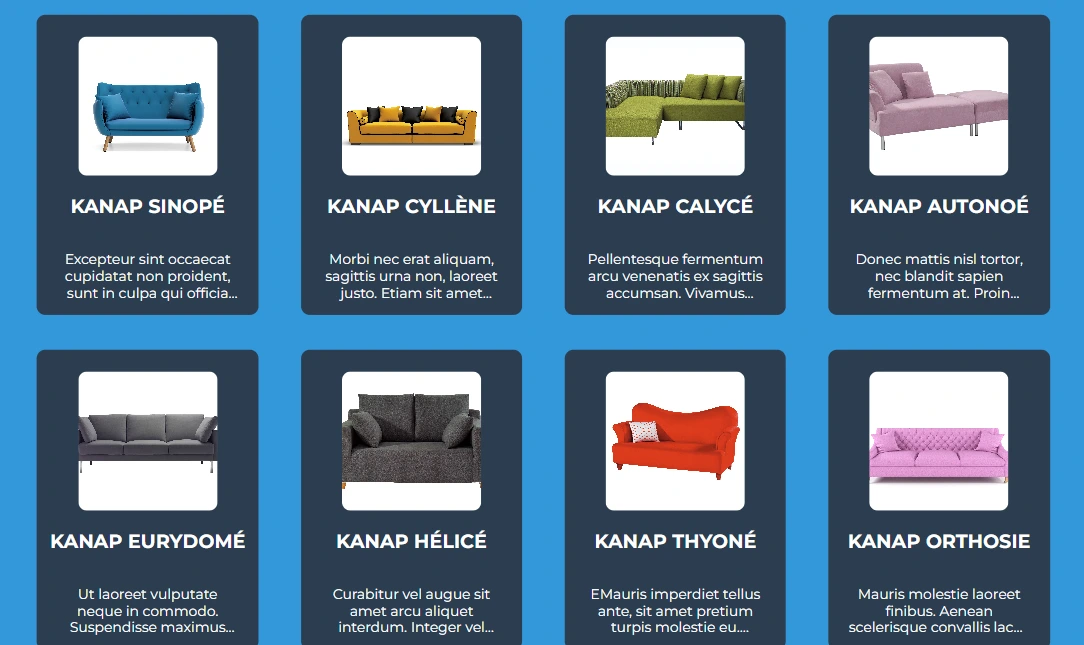 KANAP SINOPÉ
Excepteur sint occaecat
cupidatat non proident,
sunt in culpa qui officia...
KANAP CYLLÈNE
Morbi nec erat aliquam,
sagittis urna non, laoreet
justo. Etiam sit amet...
KANAP CALYCÉ
Pellentesque fermentum
arcu venenatis ex sagittis
accumsan. Vivamus...
KANAP AUTONOÉ
Donec mattis nisl tortor,
nec blandit sapien
fermentum at. Proin...
KANAP EURYDOMÉ
Ut laoreet vulputate
neque in commodo.
Suspendisse maximus...
KANAP HÉLICÉ
Curabitur vel augue sit
amet arcu aliquet
interdum. Integer vel...
KANAP THYONÉ
EMauris imperdiet tellus
ante, sit amet pretium
turpis molestie eu....
KANAP ORTHOSIE
Mauris molestie laoreet
finibus. Aenean
scelerisque convallis lac...